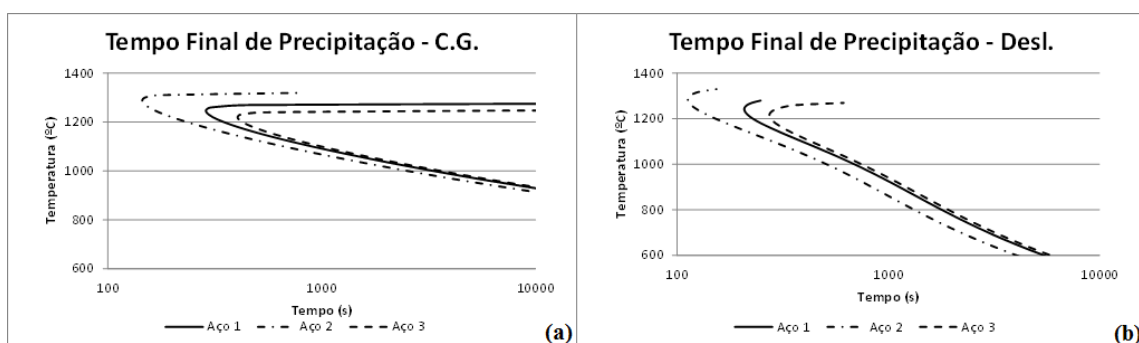 Tempo Final de Precipitação - C.G.
1400
1200
1000
800
600
Temperatura (ºC)
100
1000
10000
Tempo (s)
Aço 1
Aço 2
Aço 3
(a)
Tempo Final de Precipitação - Desl.
1400
1200
1000
800
600
Temperatura (ºC)
100
1000
10000
Tempo (s)
Aço 1
Aço 2
Aço 3
(b)